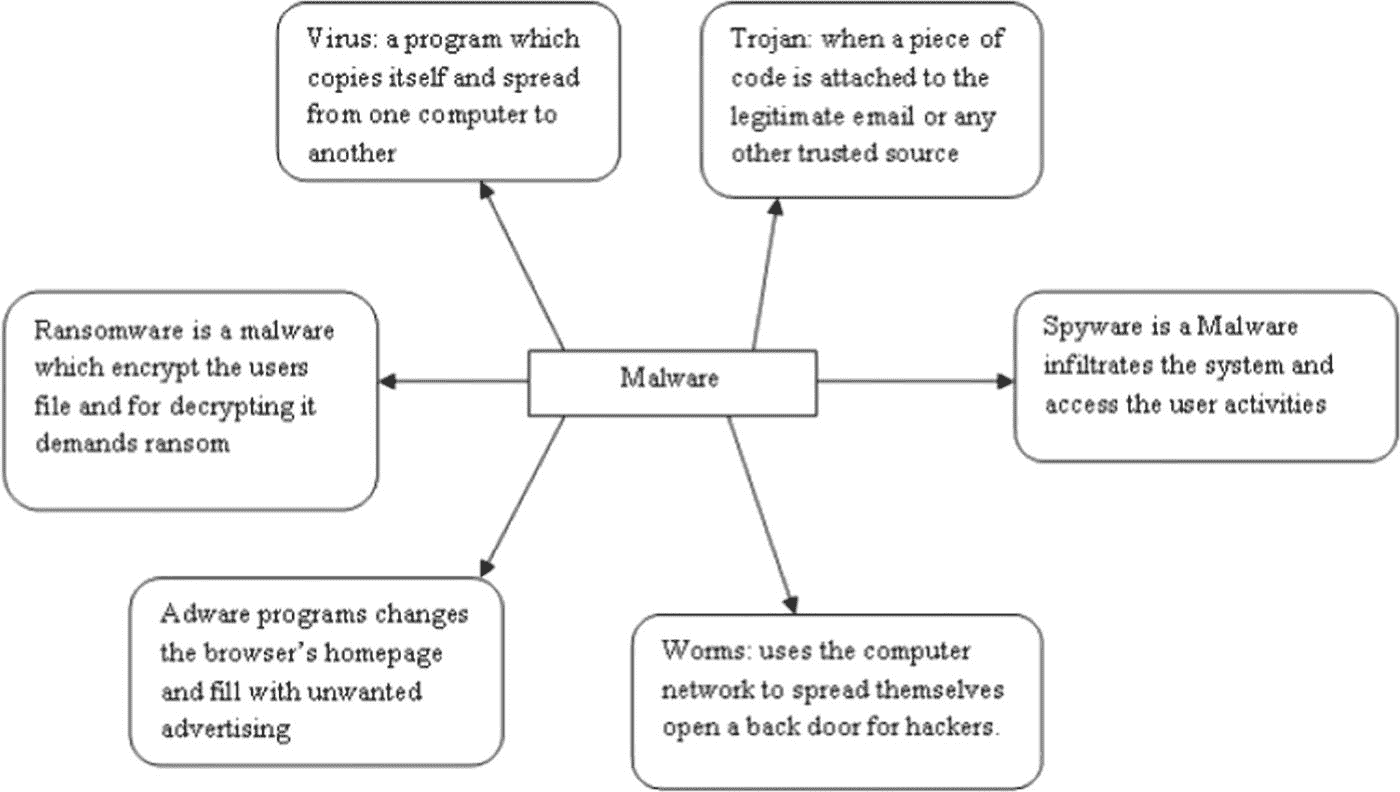 Virus: a program which
copies itself and spread
from one computer to
another
Trojan: when a piece of
code is attached to the
legitimate email or any
other trusted source
Ransomware is a malware
which encrypt the users
file and for decrypting it
demands ransom
Malware
Spyware is a Malware
infiltrates the system and
access the user activities
Adware programs changes
the browser's homepage
and fill with unwanted
advertising
Worms: uses the computer
network to spread themselves
open a back door for hackers.